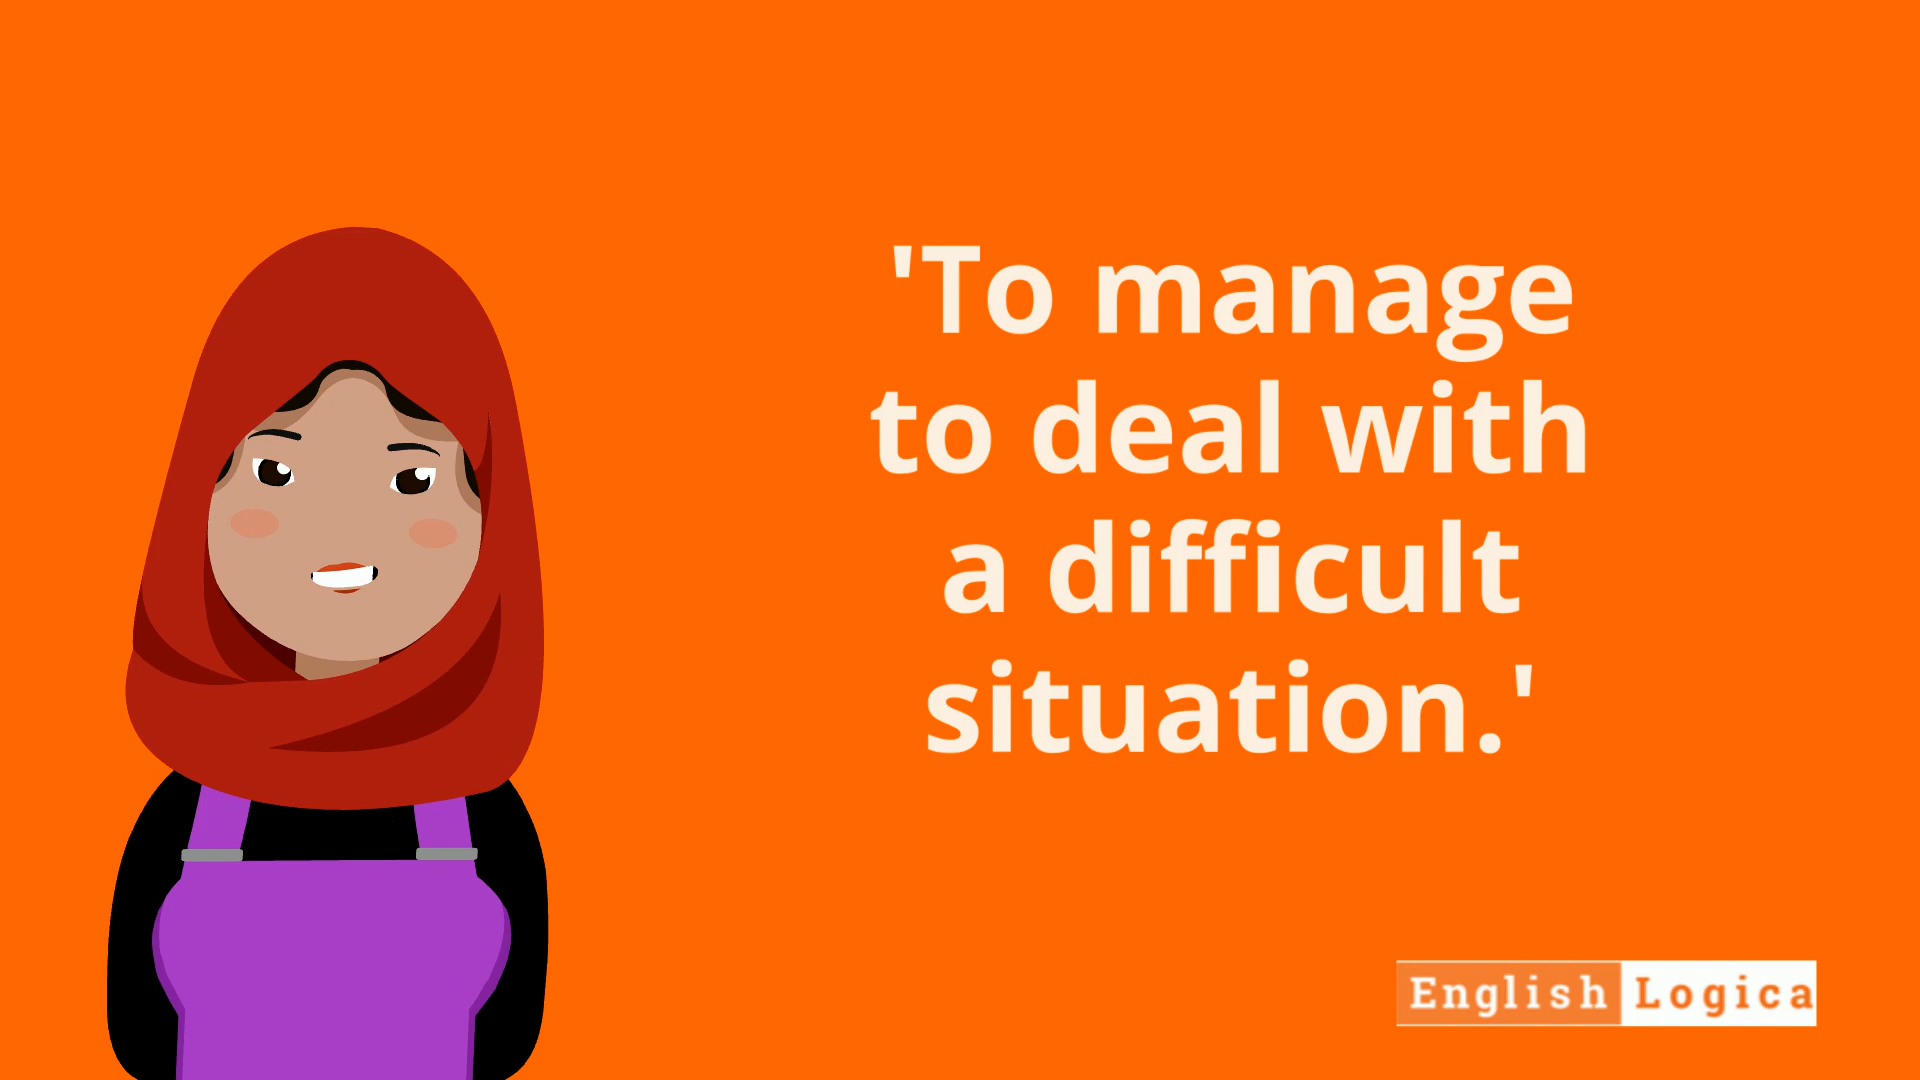 'To manage
to deal with
a difficult
situation.'
English Logica